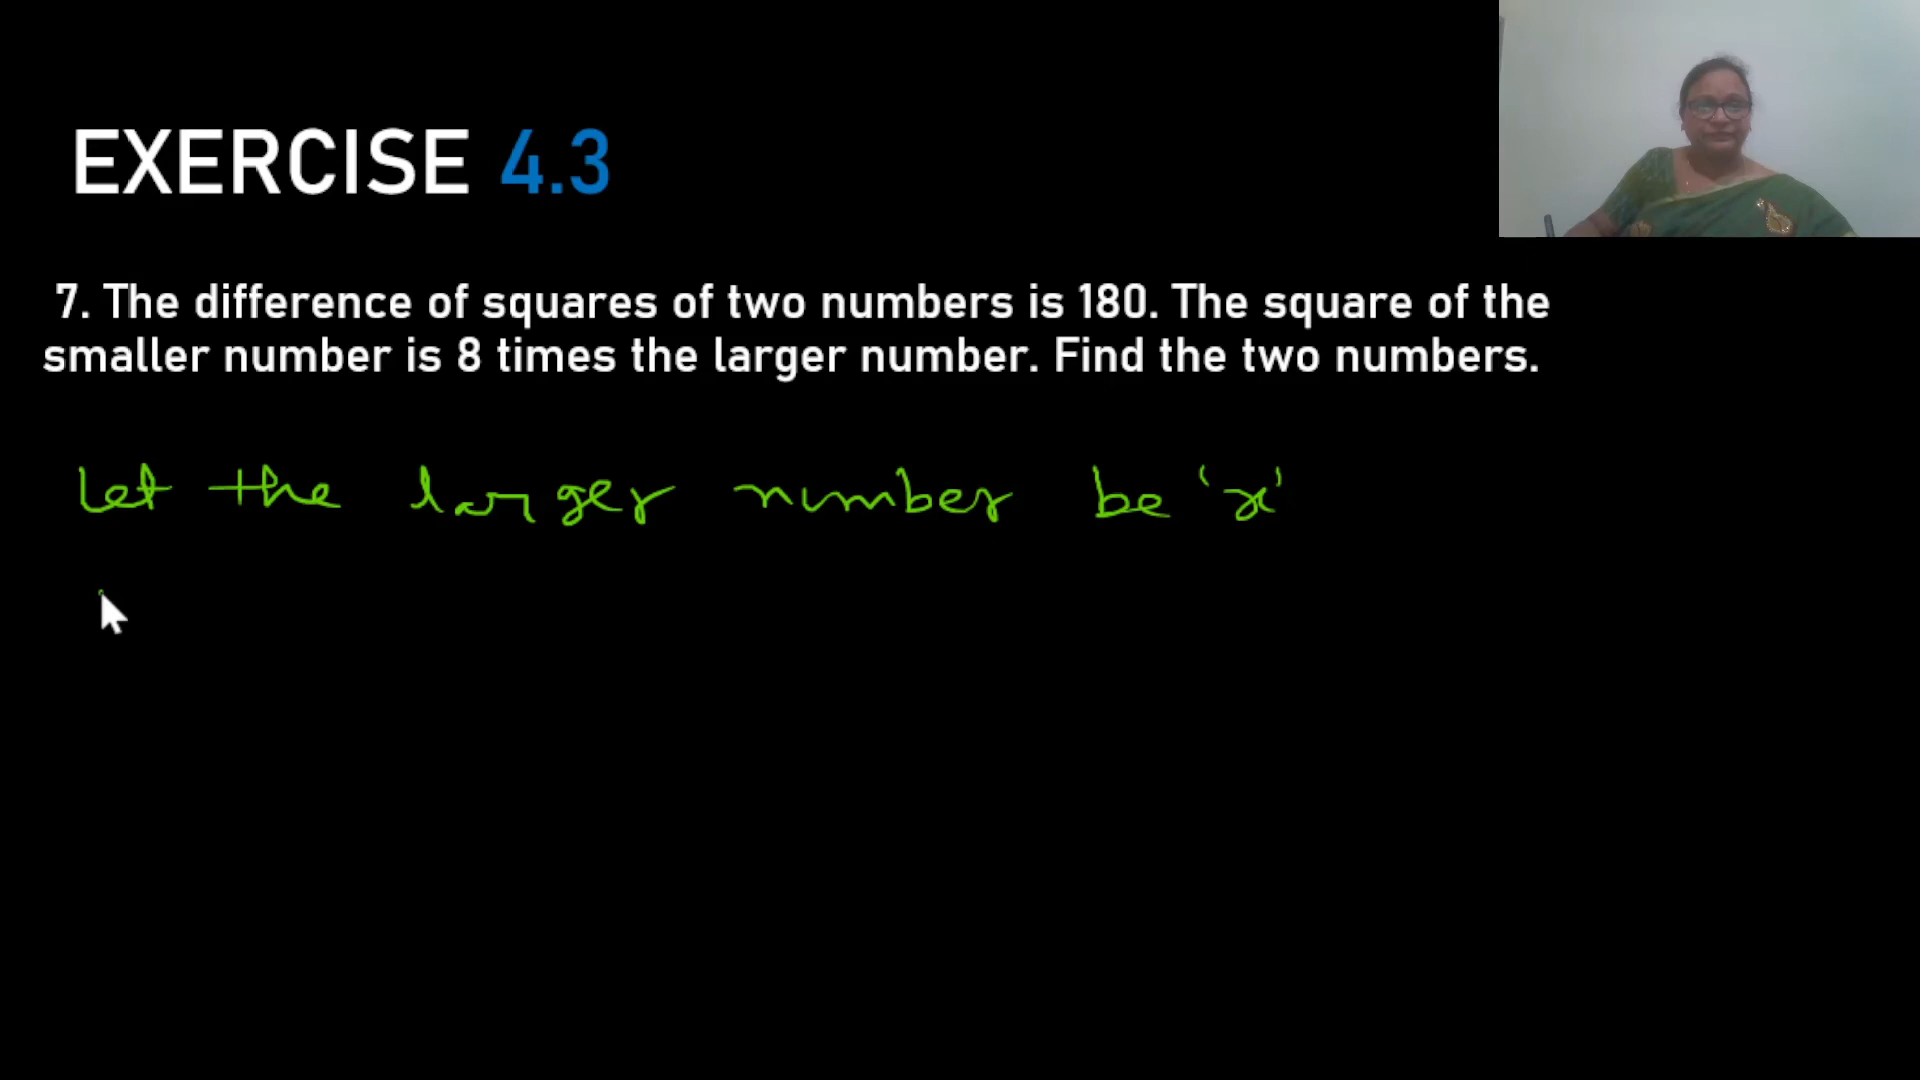 EXERCISE 4.3
7. The difference of squares of two numbers is 180. The square of the
smaller number is 8 times the larger number. Find the two numbers.
Let the larger number be 'x'